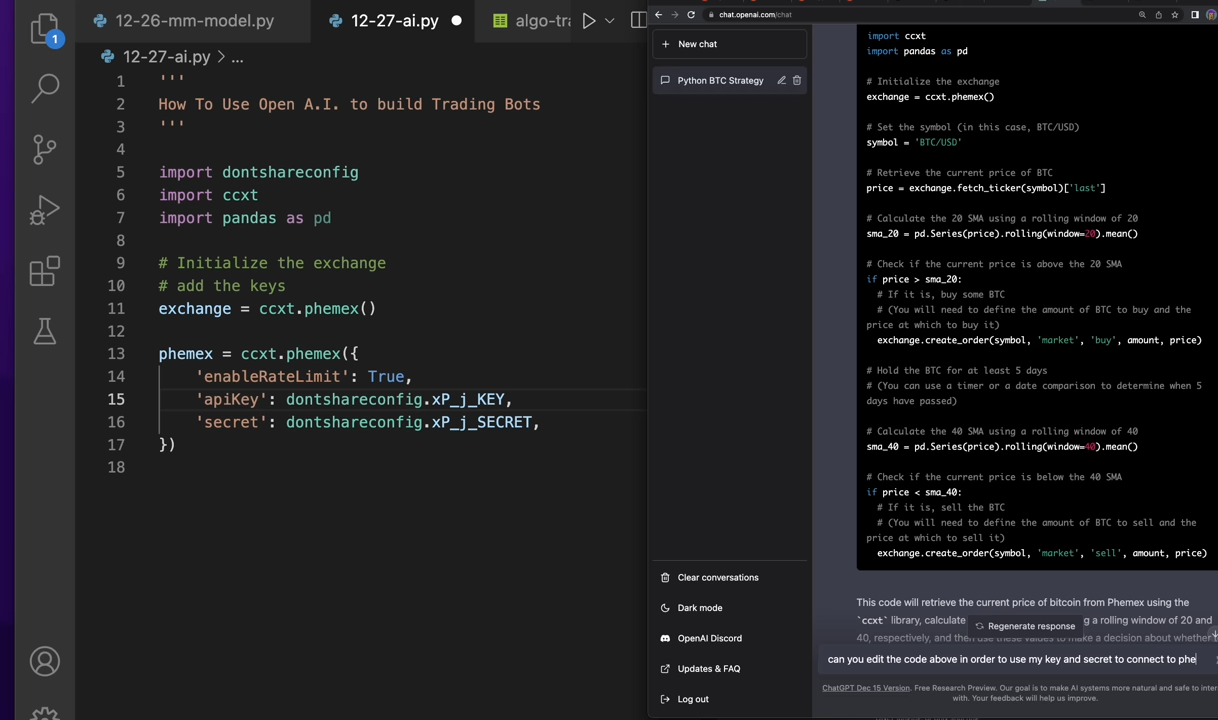 12-26-mm-model.py
12-27-ai.py
algo-tra
1
12-27-ai.py > ...
1 '''
2 How To Use Open A.I. to build Trading Bots
3 '''
4
5 import dontshareconfig
6 import ccxt
7 import pandas as pd
8
9 # Initialize the exchange
10 # add the keys
11 exchange = ccxt.phemex()
12
13 phemex = ccxt.phemex({
14 'enableRateLimit': True,
15 'apiKey': dontshareconfig.xP_j_KEY,
16 'secret': dontshareconfig.xP_j_SECRET,
17 })
18
chat.openai.com/chat
+ New chat
Python BTC Strategy
Clear conversations
Dark mode
OpenAI Discord
Updates & FAQ
Log out
import ccxt
import pandas as pd
# Initialize the exchange
exchange = ccxt.phemex()
# Set the symbol (in this case, BTC/USD)
symbol = 'BTC/USD'
# Retrieve the current price of BTC
price = exchange.fetch_ticker(symbol)['last']
# Calculate the 20 SMA using a rolling window of 20
sma_20 = pd.Series(price).rolling(window=20).mean()
# Check if the current price is above the 20 SMA
if price > sma_20:
# If it is, buy some BTC
# (You will need to define the amount of BTC to buy and the
price at which to buy it)
exchange.create_order(symbol, 'market', 'buy', amount, price)
# Hold the BTC for at least 5 days
# (You can use a timer or a date comparison to determine when 5
days have passed)
# Calculate the 40 SMA using a rolling window of 40
sma_40 = pd.Series(price).rolling(window=40).mean()
# Check if the current price is below the 40 SMA
if price < sma_40:
# If it is, sell the BTC
# (You will need to define the amount of BTC to sell and the
price at which to sell it)
exchange.create_order(symbol, 'market', 'sell', amount, price)
This code will retrieve the current price of bitcoin from Phemex using the
`ccxt` library, calculate g a rolling window of 20 and
Regenerate response
40, respectively, and then use these values to make a decision about whether
can you edit the code above in order to use my key and secret to connect to phe
ChatGPT Dec 15 Version. Free Research Preview. Our goal is to make AI systems more natural and safe to inter
with. Your feedback will help us improve.